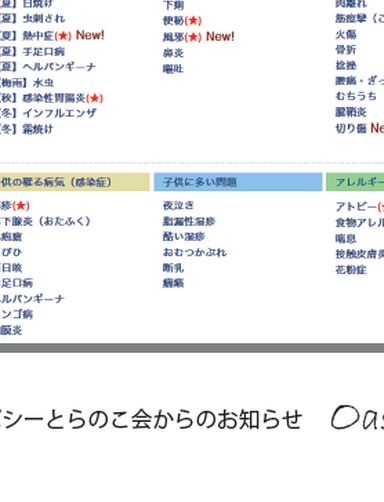 夏】日焼け
夏】虫刺され
夏】熱中症(★) New!
夏】手足口病
夏】ヘルパンギーナ
梅雨】水虫
秋】感染性胃腸炎(★)
冬】インフルエンザ
冬】霜焼け
下痢
便秘(★)
風邪(★) New!
鼻炎
嘔吐
肉離れ
筋痙攣（こ
火傷
骨折
捻挫
腰痛・ぎっ
むちうち
腱鞘炎
切り傷 Ne
供の罹る病気（感染症）
疹(★)
下腺炎（おたふく）
疱瘡
びひ
日咳
足口病
ルパンギーナ
ンゴ病
膜炎
子供に多い問題
夜泣き
脂漏性湿疹
酷い湿疹
おむつかぶれ
断乳
癇癪
アレルギー
アトピー(
食物アレル
喘息
接触皮膚炎
花粉症
シーとらのこ会からのお知らせ
Oas